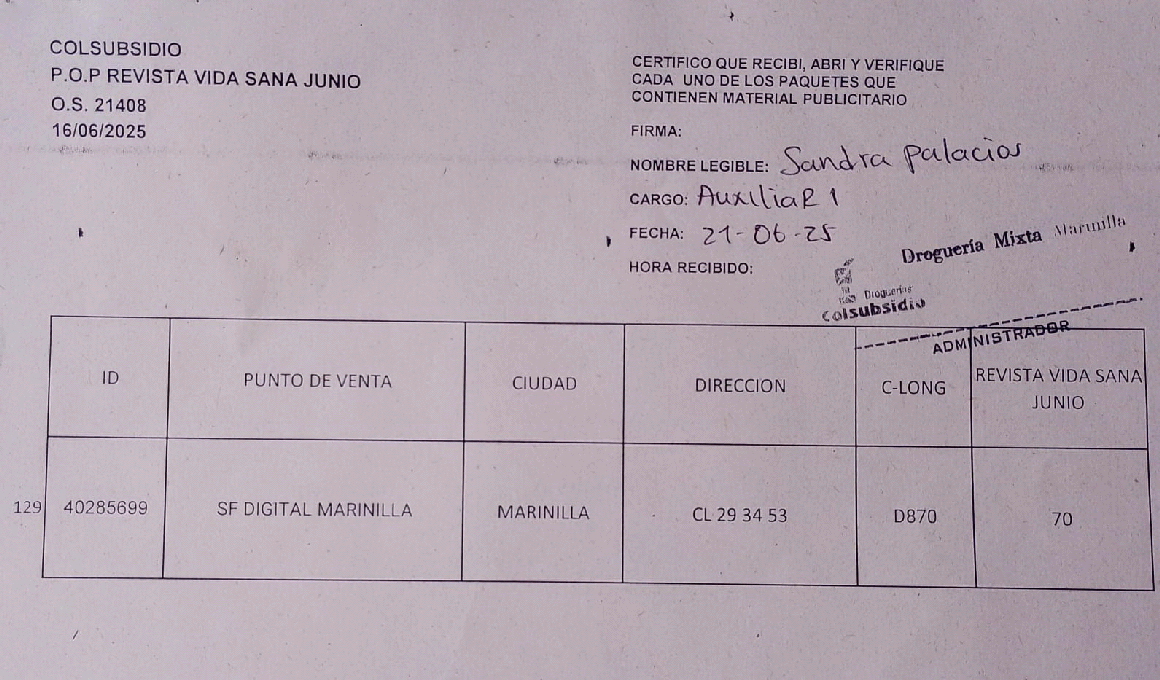 COLSUBSIDIO
P.O.P REVISTA VIDA SANA JUNIO
O.S. 21408
16/06/2025
CERTIFICO QUE RECIBI, ABRI Y VERIFIQUE
CADA UNO DE LOS PAQUETES QUE
CONTIENEN MATERIAL PUBLICITARIO
FIRMA:
NOMBRE LEGIBLE: Sandra Palacios
CARGO: AuxiliaR 1
FECHA: 21-06-25
HORA RECIBIDO:
Droguería Mixta Marinilla
Droguerías
Colsubsidio
ADMINISTRADOR
ID PUNTO DE VENTA CIUDAD DIRECCION C-LONG REVISTA VIDA SANA
JUNIO
129 40285699 SF DIGITAL MARINILLA MARINILLA CL 29 34 53 D870 70